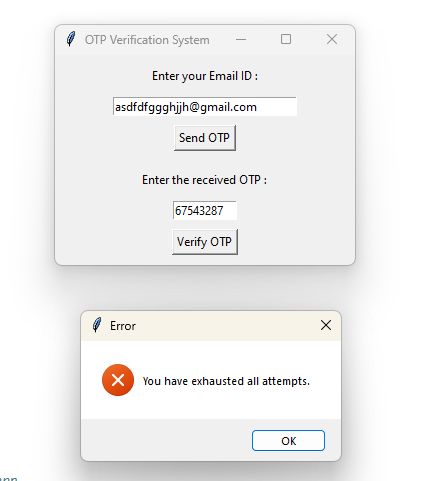 OTP Verification System
Enter your Email ID :
asdfdfggghjjh@gmail.com
Send OTP
Enter the received OTP :
67543287
Verify OTP
Error
You have exhausted all attempts.
OK